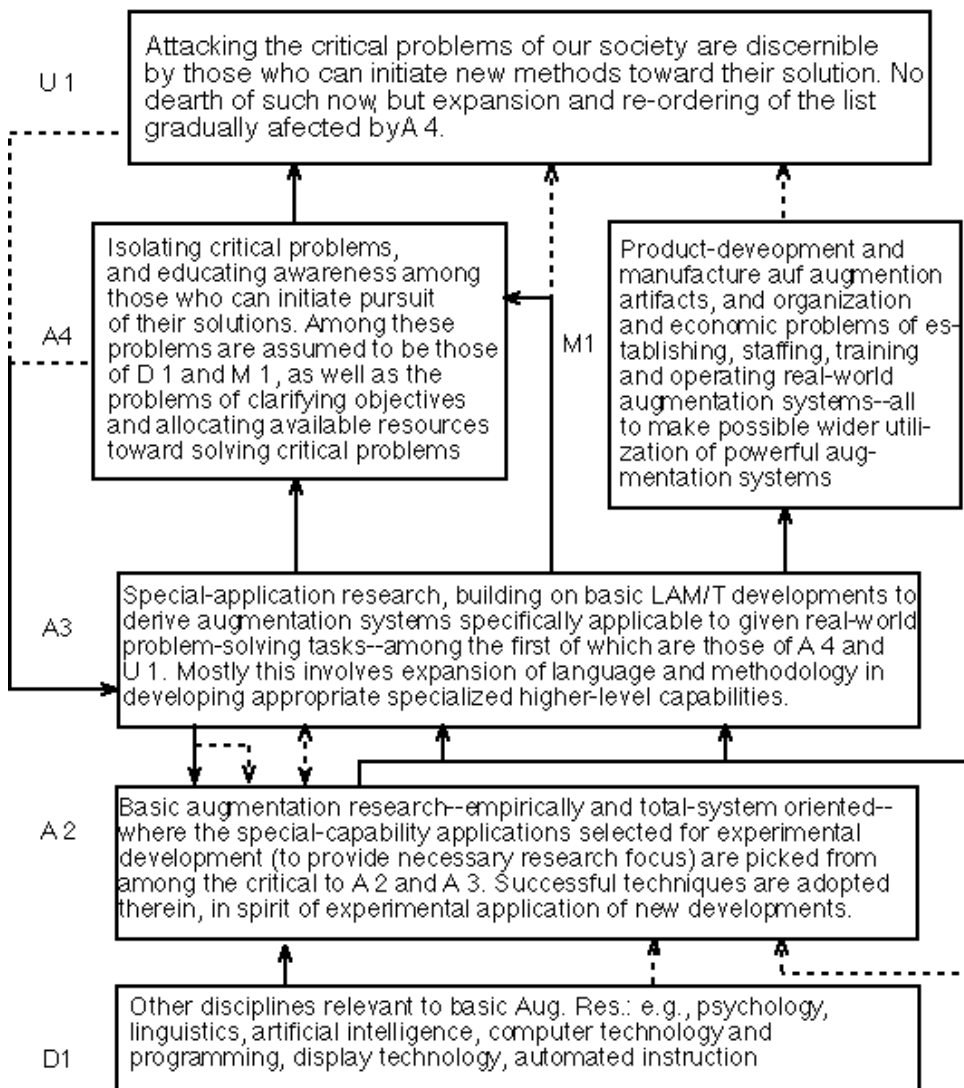 U 1
Attacking the critical problems of our society are discernible
by those who can initiate new methods toward their solution. No
dearth of such now, but expansion and re-ordering of the list
gradually afected by A 4.
A4
Isolating critical problems,
and educating awareness among
those who can initiate pursuit
of their solutions. Among these
problems are assumed to be those
of D 1 and M 1, as well as the
problems of clarifying objectives
and allocating available resources
toward solving critical problems
M1
Product-deveopment and
manufacture auf augmention
artifacts, and organization
and economic problems of es-
tablishing, staffing, training
and operating real-world
augmentation systems--all
to make possible wider utili-
zation of powerful aug-
mentation systems
A3
Special-application research, building on basic LAM/T developments to
derive augmentation systems specifically applicable to given real-world
problem-solving tasks--among the first of which are those of A 4 and
U 1. Mostly this involves expansion of language and methodology in
developing appropriate specialized higher-level capabilities.
A 2
Basic augmentation research--empirically and total-system oriented--
where the special-capability applications selected for experimental
development (to provide necessary research focus) are picked from
among the critical to A 2 and A 3. Successful techniques are adopted
therein, in spirit of experimental application of new developments.
D1
Other disciplines relevant to basic Aug. Res.: e.g., psychology,
linguistics, artificial intelligence, computer technology and
programming, display technology, automated instruction